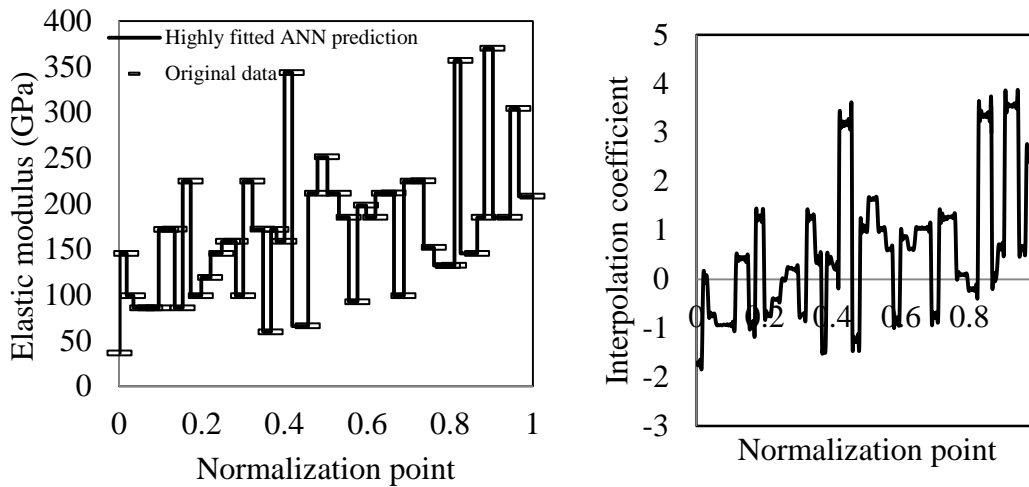 400
350
300
250
200
150
100
50
0
Elastic modulus (GPa)
Highly fitted ANN prediction
Original data
0 0.2 0.4 0.6 0.8 1
Normalization point
5
4
3
2
1
0
-1
-2
-3
Interpolation coefficient
0 0.2 0.4 0.6 0.8
Normalization point